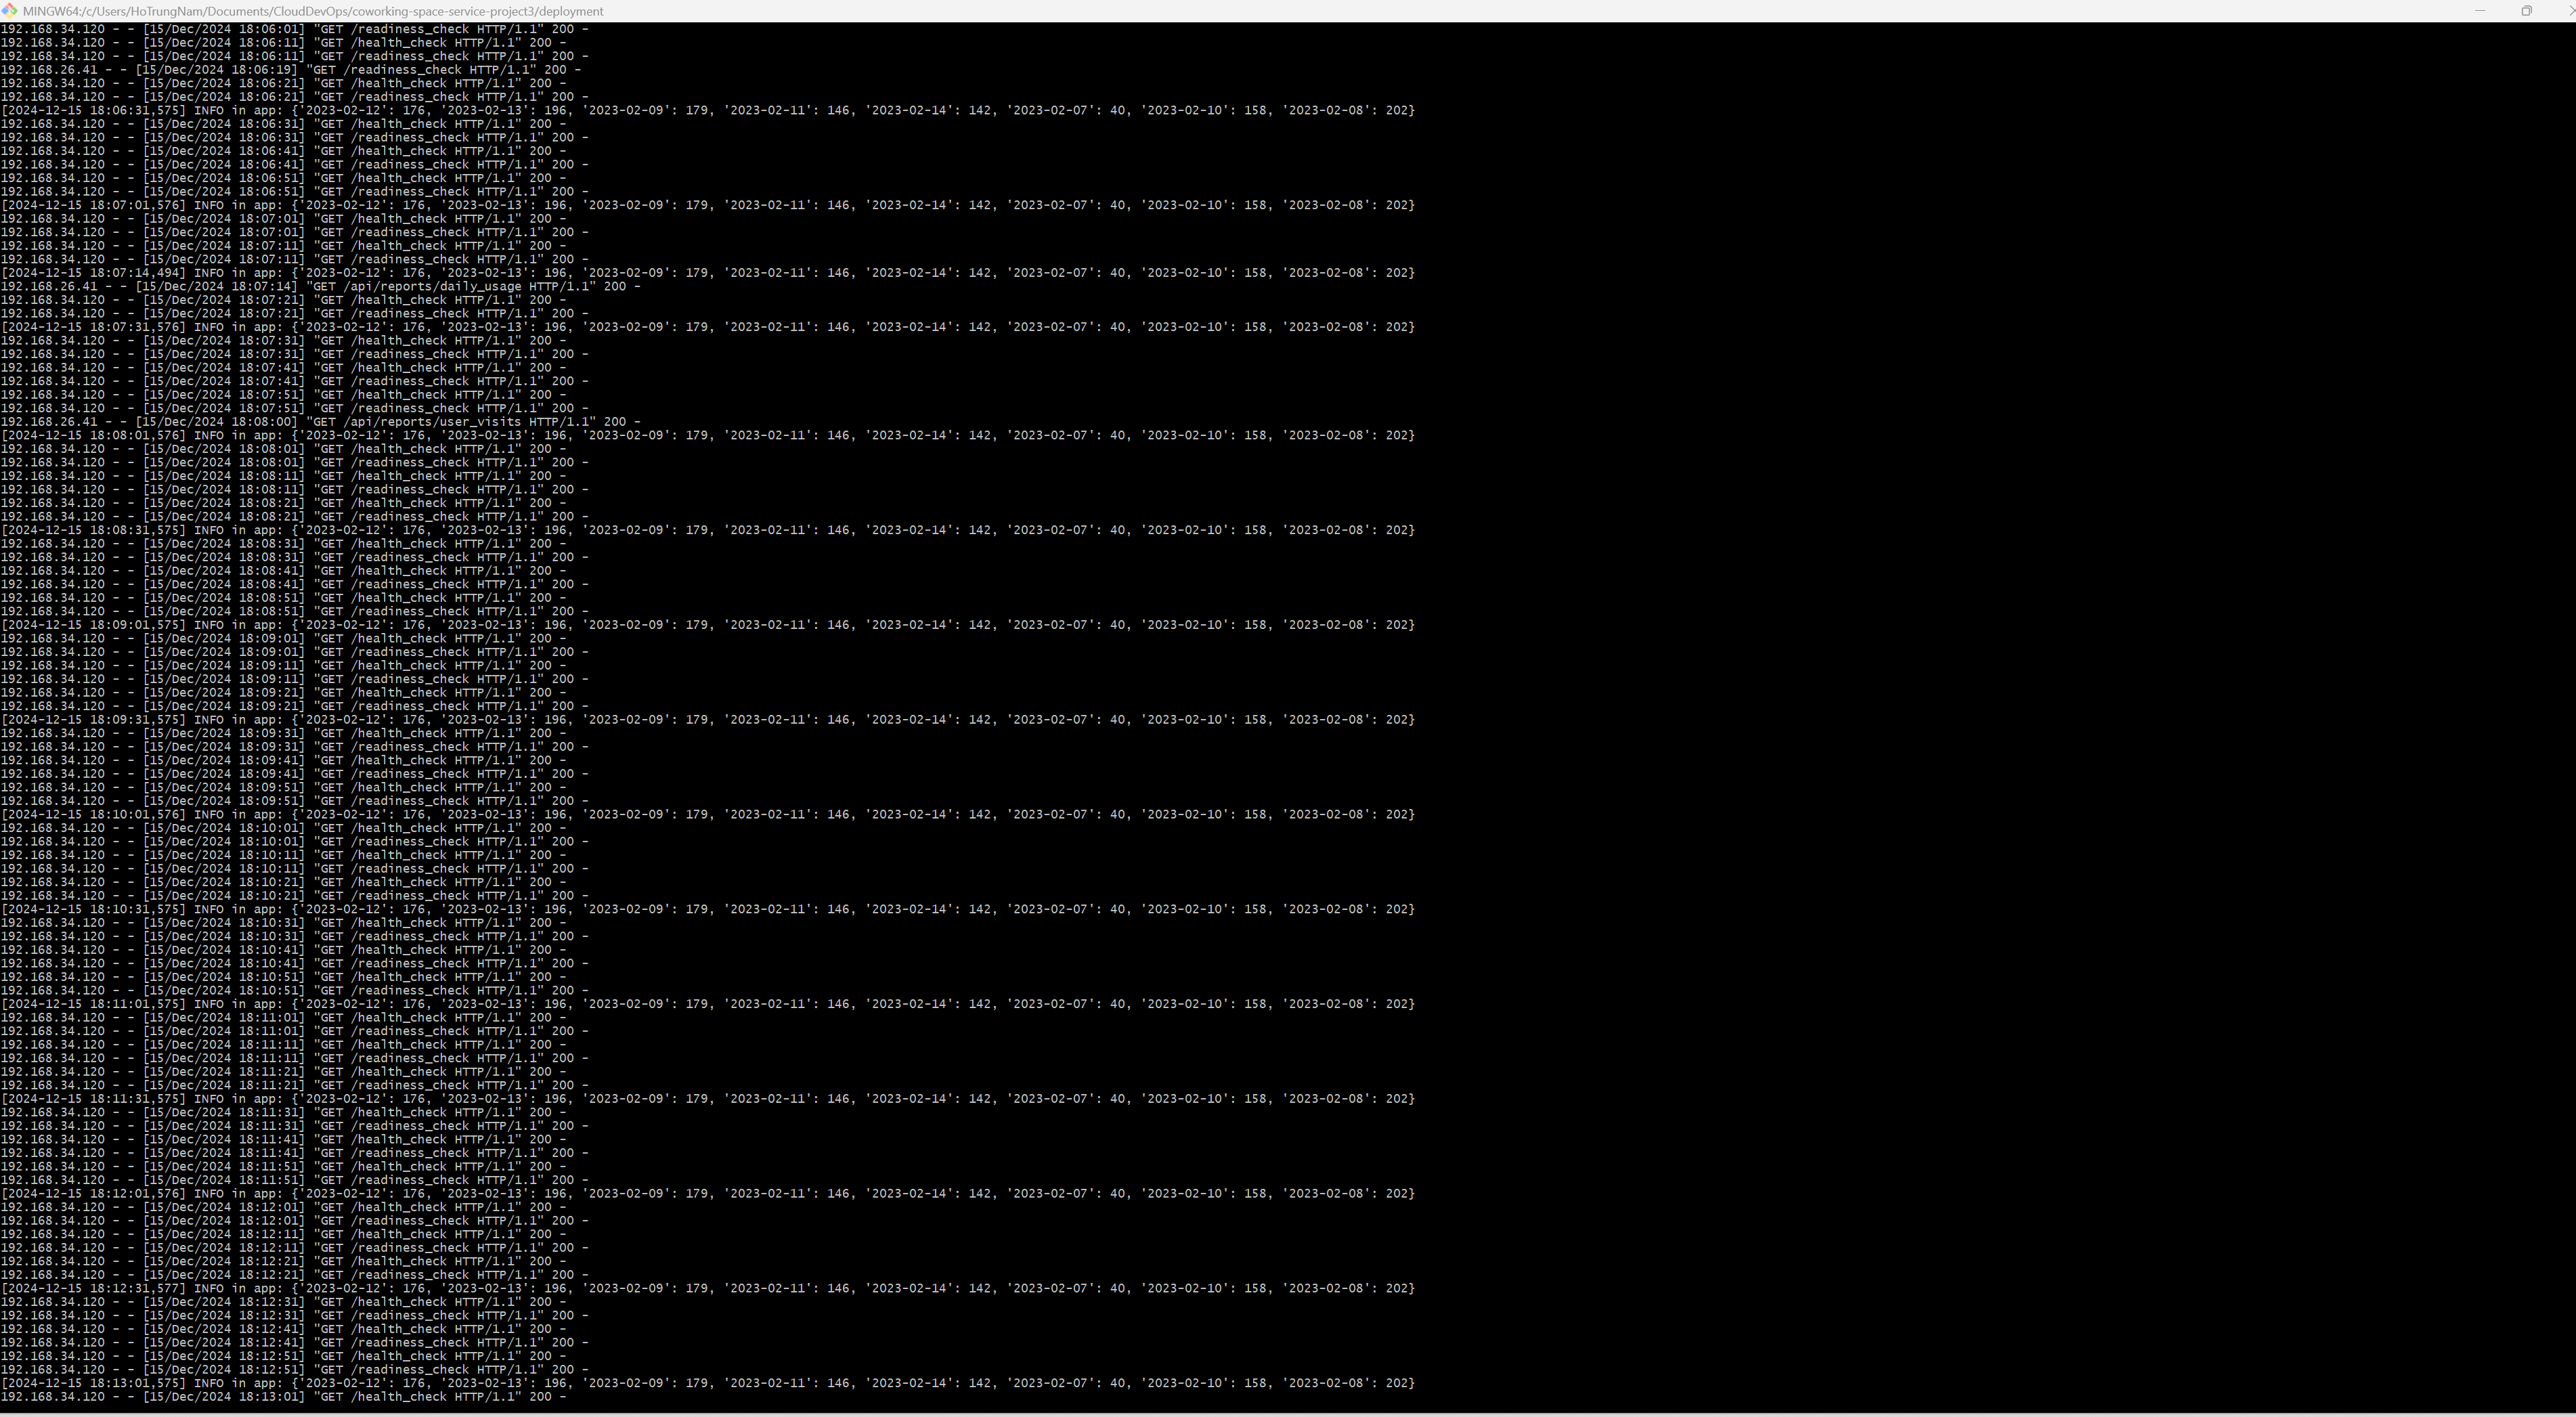 MINGW64:/c/Users/HoTrungNam/Documents/CloudDevOps/coworking-space-service-project3/deployment
192.168.34.120 - - [15/Dec/2024 18:06:01] "GET /readiness_check HTTP/1.1" 200 -
192.168.34.120 - - [15/Dec/2024 18:06:11] "GET /health_check HTTP/1.1" 200 -
192.168.34.120 - - [15/Dec/2024 18:06:11] "GET /readiness_check HTTP/1.1" 200 -
192.168.26.41 - - [15/Dec/2024 18:06:19] "GET /readiness_check HTTP/1.1" 200 -
192.168.34.120 - - [15/Dec/2024 18:06:21] "GET /health_check HTTP/1.1" 200 -
192.168.34.120 - - [15/Dec/2024 18:06:21] "GET /readiness_check HTTP/1.1" 200 -
[2024-12-15 18:06:31,575] INFO in app: {'2023-02-12': 176, '2023-02-13': 196, '2023-02-09': 179, '2023-02-11': 146, '2023-02-14': 142, '2023-02-07': 40, '2023-02-10': 158, '2023-02-08': 202}
192.168.34.120 - - [15/Dec/2024 18:06:31] "GET /health_check HTTP/1.1" 200 -
192.168.34.120 - - [15/Dec/2024 18:06:31] "GET /readiness_check HTTP/1.1" 200 -
192.168.34.120 - - [15/Dec/2024 18:06:41] "GET /health_check HTTP/1.1" 200 -
192.168.34.120 - - [15/Dec/2024 18:06:41] "GET /readiness_check HTTP/1.1" 200 -
192.168.34.120 - - [15/Dec/2024 18:06:51] "GET /health_check HTTP/1.1" 200 -
192.168.34.120 - - [15/Dec/2024 18:06:51] "GET /readiness_check HTTP/1.1" 200 -
[2024-12-15 18:07:01,576] INFO in app: {'2023-02-12': 176, '2023-02-13': 196, '2023-02-09': 179, '2023-02-11': 146, '2023-02-14': 142, '2023-02-07': 40, '2023-02-10': 158, '2023-02-08': 202}
192.168.34.120 - - [15/Dec/2024 18:07:01] "GET /health_check HTTP/1.1" 200 -
192.168.34.120 - - [15/Dec/2024 18:07:01] "GET /readiness_check HTTP/1.1" 200 -
192.168.34.120 - - [15/Dec/2024 18:07:11] "GET /health_check HTTP/1.1" 200 -
192.168.34.120 - - [15/Dec/2024 18:07:11] "GET /readiness_check HTTP/1.1" 200 -
[2024-12-15 18:07:14,494] INFO in app: {'2023-02-12': 176, '2023-02-13': 196, '2023-02-09': 179, '2023-02-11': 146, '2023-02-14': 142, '2023-02-07': 40, '2023-02-10': 158, '2023-02-08': 202}
192.168.26.41 - - [15/Dec/2024 18:07:14] "GET /api/reports/daily_usage HTTP/1.1" 200 -
192.168.34.120 - - [15/Dec/2024 18:07:21] "GET /health_check HTTP/1.1" 200 -
192.168.34.120 - - [15/Dec/2024 18:07:21] "GET /readiness_check HTTP/1.1" 200 -
[2024-12-15 18:07:31,576] INFO in app: {'2023-02-12': 176, '2023-02-13': 196, '2023-02-09': 179, '2023-02-11': 146, '2023-02-14': 142, '2023-02-07': 40, '2023-02-10': 158, '2023-02-08': 202}
192.168.34.120 - - [15/Dec/2024 18:07:31] "GET /health_check HTTP/1.1" 200 -
192.168.34.120 - - [15/Dec/2024 18:07:31] "GET /readiness_check HTTP/1.1" 200 -
192.168.34.120 - - [15/Dec/2024 18:07:41] "GET /health_check HTTP/1.1" 200 -
192.168.34.120 - - [15/Dec/2024 18:07:41] "GET /readiness_check HTTP/1.1" 200 -
192.168.34.120 - - [15/Dec/2024 18:07:51] "GET /health_check HTTP/1.1" 200 -
192.168.34.120 - - [15/Dec/2024 18:07:51] "GET /readiness_check HTTP/1.1" 200 -
192.168.26.41 - - [15/Dec/2024 18:08:00] "GET /api/reports/user_visits HTTP/1.1" 200 -
[2024-12-15 18:08:01,576] INFO in app: {'2023-02-12': 176, '2023-02-13': 196, '2023-02-09': 179, '2023-02-11': 146, '2023-02-14': 142, '2023-02-07': 40, '2023-02-10': 158, '2023-02-08': 202}
192.168.34.120 - - [15/Dec/2024 18:08:01] "GET /health_check HTTP/1.1" 200 -
192.168.34.120 - - [15/Dec/2024 18:08:01] "GET /readiness_check HTTP/1.1" 200 -
192.168.34.120 - - [15/Dec/2024 18:08:11] "GET /health_check HTTP/1.1" 200 -
192.168.34.120 - - [15/Dec/2024 18:08:11] "GET /readiness_check HTTP/1.1" 200 -
192.168.34.120 - - [15/Dec/2024 18:08:21] "GET /health_check HTTP/1.1" 200 -
192.168.34.120 - - [15/Dec/2024 18:08:21] "GET /readiness_check HTTP/1.1" 200 -
[2024-12-15 18:08:31,575] INFO in app: {'2023-02-12': 176, '2023-02-13': 196, '2023-02-09': 179, '2023-02-11': 146, '2023-02-14': 142, '2023-02-07': 40, '2023-02-10': 158, '2023-02-08': 202}
192.168.34.120 - - [15/Dec/2024 18:08:31] "GET /health_check HTTP/1.1" 200 -
192.168.34.120 - - [15/Dec/2024 18:08:31] "GET /readiness_check HTTP/1.1" 200 -
192.168.34.120 - - [15/Dec/2024 18:08:41] "GET /health_check HTTP/1.1" 200 -
192.168.34.120 - - [15/Dec/2024 18:08:41] "GET /readiness_check HTTP/1.1" 200 -
192.168.34.120 - - [15/Dec/2024 18:08:51] "GET /health_check HTTP/1.1" 200 -
192.168.34.120 - - [15/Dec/2024 18:08:51] "GET /readiness_check HTTP/1.1" 200 -
[2024-12-15 18:09:01,575] INFO in app: {'2023-02-12': 176, '2023-02-13': 196, '2023-02-09': 179, '2023-02-11': 146, '2023-02-14': 142, '2023-02-07': 40, '2023-02-10': 158, '2023-02-08': 202}
192.168.34.120 - - [15/Dec/2024 18:09:01] "GET /health_check HTTP/1.1" 200 -
192.168.34.120 - - [15/Dec/2024 18:09:01] "GET /readiness_check HTTP/1.1" 200 -
192.168.34.120 - - [15/Dec/2024 18:09:11] "GET /health_check HTTP/1.1" 200 -
192.168.34.120 - - [15/Dec/2024 18:09:11] "GET /readiness_check HTTP/1.1" 200 -
192.168.34.120 - - [15/Dec/2024 18:09:21] "GET /health_check HTTP/1.1" 200 -
192.168.34.120 - - [15/Dec/2024 18:09:21] "GET /readiness_check HTTP/1.1" 200 -
[2024-12-15 18:09:31,575] INFO in app: {'2023-02-12': 176, '2023-02-13': 196, '2023-02-09': 179, '2023-02-11': 146, '2023-02-14': 142, '2023-02-07': 40, '2023-02-10': 158, '2023-02-08': 202}
192.168.34.120 - - [15/Dec/2024 18:09:31] "GET /health_check HTTP/1.1" 200 -
192.168.34.120 - - [15/Dec/2024 18:09:31] "GET /readiness_check HTTP/1.1" 200 -
192.168.34.120 - - [15/Dec/2024 18:09:41] "GET /health_check HTTP/1.1" 200 -
192.168.34.120 - - [15/Dec/2024 18:09:41] "GET /readiness_check HTTP/1.1" 200 -
192.168.34.120 - - [15/Dec/2024 18:09:51] "GET /health_check HTTP/1.1" 200 -
192.168.34.120 - - [15/Dec/2024 18:09:51] "GET /readiness_check HTTP/1.1" 200 -
[2024-12-15 18:10:01,576] INFO in app: {'2023-02-12': 176, '2023-02-13': 196, '2023-02-09': 179, '2023-02-11': 146, '2023-02-14': 142, '2023-02-07': 40, '2023-02-10': 158, '2023-02-08': 202}
192.168.34.120 - - [15/Dec/2024 18:10:01] "GET /health_check HTTP/1.1" 200 -
192.168.34.120 - - [15/Dec/2024 18:10:01] "GET /readiness_check HTTP/1.1" 200 -
192.168.34.120 - - [15/Dec/2024 18:10:11] "GET /health_check HTTP/1.1" 200 -
192.168.34.120 - - [15/Dec/2024 18:10:11] "GET /readiness_check HTTP/1.1" 200 -
192.168.34.120 - - [15/Dec/2024 18:10:21] "GET /health_check HTTP/1.1" 200 -
192.168.34.120 - - [15/Dec/2024 18:10:21] "GET /readiness_check HTTP/1.1" 200 -
[2024-12-15 18:10:31,575] INFO in app: {'2023-02-12': 176, '2023-02-13': 196, '2023-02-09': 179, '2023-02-11': 146, '2023-02-14': 142, '2023-02-07': 40, '2023-02-10': 158, '2023-02-08': 202}
192.168.34.120 - - [15/Dec/2024 18:10:31] "GET /health_check HTTP/1.1" 200 -
192.168.34.120 - - [15/Dec/2024 18:10:31] "GET /readiness_check HTTP/1.1" 200 -
192.168.34.120 - - [15/Dec/2024 18:10:41] "GET /health_check HTTP/1.1" 200 -
192.168.34.120 - - [15/Dec/2024 18:10:41] "GET /readiness_check HTTP/1.1" 200 -
192.168.34.120 - - [15/Dec/2024 18:10:51] "GET /health_check HTTP/1.1" 200 -
192.168.34.120 - - [15/Dec/2024 18:10:51] "GET /readiness_check HTTP/1.1" 200 -
[2024-12-15 18:11:01,575] INFO in app: {'2023-02-12': 176, '2023-02-13': 196, '2023-02-09': 179, '2023-02-11': 146, '2023-02-14': 142, '2023-02-07': 40, '2023-02-10': 158, '2023-02-08': 202}
192.168.34.120 - - [15/Dec/2024 18:11:01] "GET /health_check HTTP/1.1" 200 -
192.168.34.120 - - [15/Dec/2024 18:11:01] "GET /readiness_check HTTP/1.1" 200 -
192.168.34.120 - - [15/Dec/2024 18:11:11] "GET /health_check HTTP/1.1" 200 -
192.168.34.120 - - [15/Dec/2024 18:11:11] "GET /readiness_check HTTP/1.1" 200 -
192.168.34.120 - - [15/Dec/2024 18:11:21] "GET /health_check HTTP/1.1" 200 -
192.168.34.120 - - [15/Dec/2024 18:11:21] "GET /readiness_check HTTP/1.1" 200 -
[2024-12-15 18:11:31,575] INFO in app: {'2023-02-12': 176, '2023-02-13': 196, '2023-02-09': 179, '2023-02-11': 146, '2023-02-14': 142, '2023-02-07': 40, '2023-02-10': 158, '2023-02-08': 202}
192.168.34.120 - - [15/Dec/2024 18:11:31] "GET /health_check HTTP/1.1" 200 -
192.168.34.120 - - [15/Dec/2024 18:11:31] "GET /readiness_check HTTP/1.1" 200 -
192.168.34.120 - - [15/Dec/2024 18:11:41] "GET /health_check HTTP/1.1" 200 -
192.168.34.120 - - [15/Dec/2024 18:11:41] "GET /readiness_check HTTP/1.1" 200 -
192.168.34.120 - - [15/Dec/2024 18:11:51] "GET /health_check HTTP/1.1" 200 -
192.168.34.120 - - [15/Dec/2024 18:11:51] "GET /readiness_check HTTP/1.1" 200 -
[2024-12-15 18:12:01,576] INFO in app: {'2023-02-12': 176, '2023-02-13': 196, '2023-02-09': 179, '2023-02-11': 146, '2023-02-14': 142, '2023-02-07': 40, '2023-02-10': 158, '2023-02-08': 202}
192.168.34.120 - - [15/Dec/2024 18:12:01] "GET /health_check HTTP/1.1" 200 -
192.168.34.120 - - [15/Dec/2024 18:12:01] "GET /readiness_check HTTP/1.1" 200 -
192.168.34.120 - - [15/Dec/2024 18:12:11] "GET /health_check HTTP/1.1" 200 -
192.168.34.120 - - [15/Dec/2024 18:12:11] "GET /readiness_check HTTP/1.1" 200 -
192.168.34.120 - - [15/Dec/2024 18:12:21] "GET /health_check HTTP/1.1" 200 -
192.168.34.120 - - [15/Dec/2024 18:12:21] "GET /readiness_check HTTP/1.1" 200 -
[2024-12-15 18:12:31,577] INFO in app: {'2023-02-12': 176, '2023-02-13': 196, '2023-02-09': 179, '2023-02-11': 146, '2023-02-14': 142, '2023-02-07': 40, '2023-02-10': 158, '2023-02-08': 202}
192.168.34.120 - - [15/Dec/2024 18:12:31] "GET /health_check HTTP/1.1" 200 -
192.168.34.120 - - [15/Dec/2024 18:12:31] "GET /readiness_check HTTP/1.1" 200 -
192.168.34.120 - - [15/Dec/2024 18:12:41] "GET /health_check HTTP/1.1" 200 -
192.168.34.120 - - [15/Dec/2024 18:12:41] "GET /readiness_check HTTP/1.1" 200 -
192.168.34.120 - - [15/Dec/2024 18:12:51] "GET /health_check HTTP/1.1" 200 -
192.168.34.120 - - [15/Dec/2024 18:12:51] "GET /readiness_check HTTP/1.1" 200 -
[2024-12-15 18:13:01,575] INFO in app: {'2023-02-12': 176, '2023-02-13': 196, '2023-02-09': 179, '2023-02-11': 146, '2023-02-14': 142, '2023-02-07': 40, '2023-02-10': 158, '2023-02-08': 202}
192.168.34.120 - - [15/Dec/2024 18:13:01] "GET /health_check HTTP/1.1" 200 -